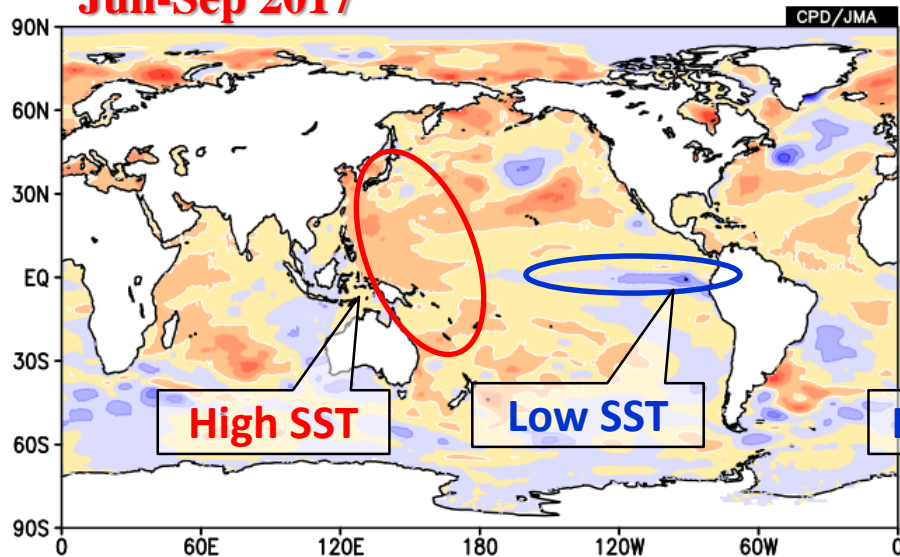 Jun-Sep 2017
CPD/JMA
90N
60N
30N
EQ
30S
60S
90S
High SST
Low SST
0
60E
120E
180
120W
60W
0